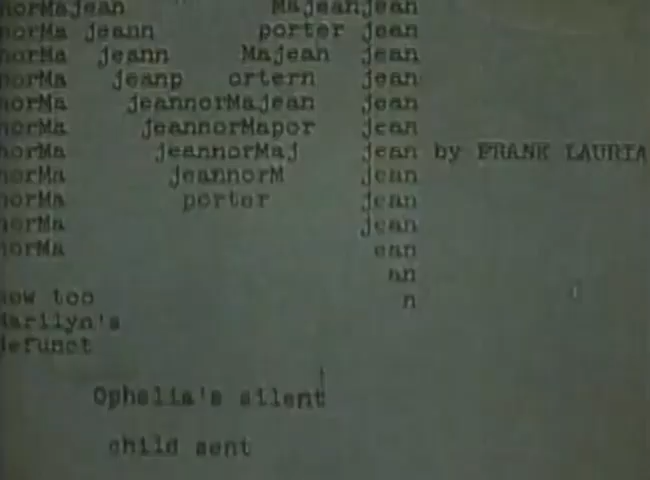 norMajean Majeanjean
norMa jeann porter jean
norMa jeann Majean jean
norMa jeanp ortern jean
norMa jeannorMajean jean
norMa jeannorMapor jean
norMa jeannorMaj jean by FRANK LAURIA
norMa jeannorM jean
norMa porter jean
norMa jean
norMa ean
an
now too n
Marilyn's
defunct
Ophelia's silent
child sent